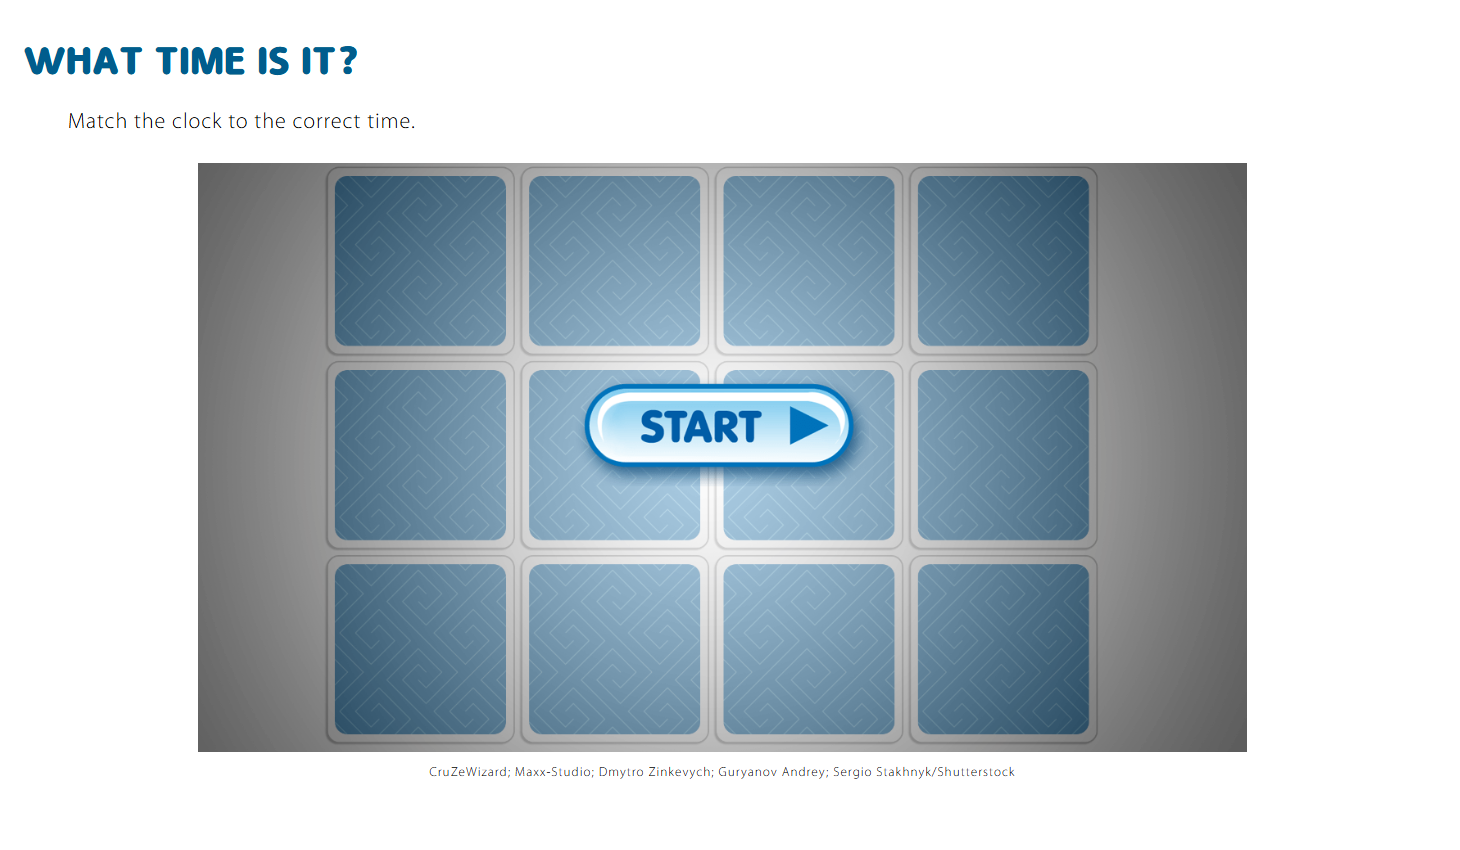 WHAT TIME IS IT?
Match the clock to the correct time.
START
CruZeWizard; Maxx-Studio; Dmytro Zinkevych; Guryanov Andrey; Sergio Stakhnyk/Shutterstock